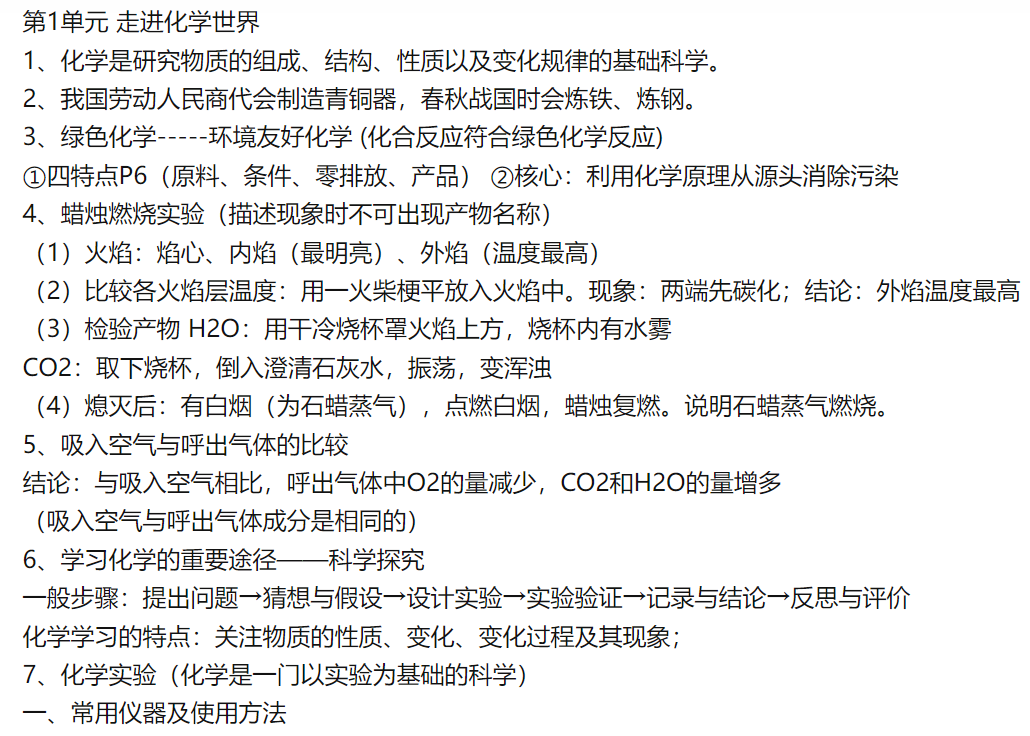 第1单元 走进化学世界
1、化学是研究物质的组成、结构、性质以及变化规律的基础科学。
2、我国劳动人民商代会制造青铜器，春秋战国时会炼铁、炼钢。
3、绿色化学-----环境友好化学 (化合反应符合绿色化学反应)
①四特点P6（原料、条件、零排放、产品） ②核心：利用化学原理从源头消除污染
4、蜡烛燃烧实验（描述现象时不可出现产物名称）
（1）火焰：焰心、内焰（最明亮）、外焰（温度最高）
（2）比较各火焰层温度：用一火柴梗平放入火焰中。现象：两端先碳化；结论：外焰温度最高
（3）检验产物 H2O：用干冷烧杯罩火焰上方，烧杯内有水雾
CO2：取下烧杯，倒入澄清石灰水，振荡，变浑浊
（4）熄灭后：有白烟（为石蜡蒸气），点燃白烟，蜡烛复燃。说明石蜡蒸气燃烧。
5、吸入空气与呼出气体的比较
结论：与吸入空气相比，呼出气体中O2的量减少，CO2和H2O的量增多
（吸入空气与呼出气体成分是相同的）
6、学习化学的重要途径——科学探究
一般步骤：提出问题→猜想与假设→设计实验→实验验证→记录与结论→反思与评价
化学学习的特点：关注物质的性质、变化、变化过程及其现象；
7、化学实验（化学是一门以实验为基础的科学）
一、常用仪器及使用方法